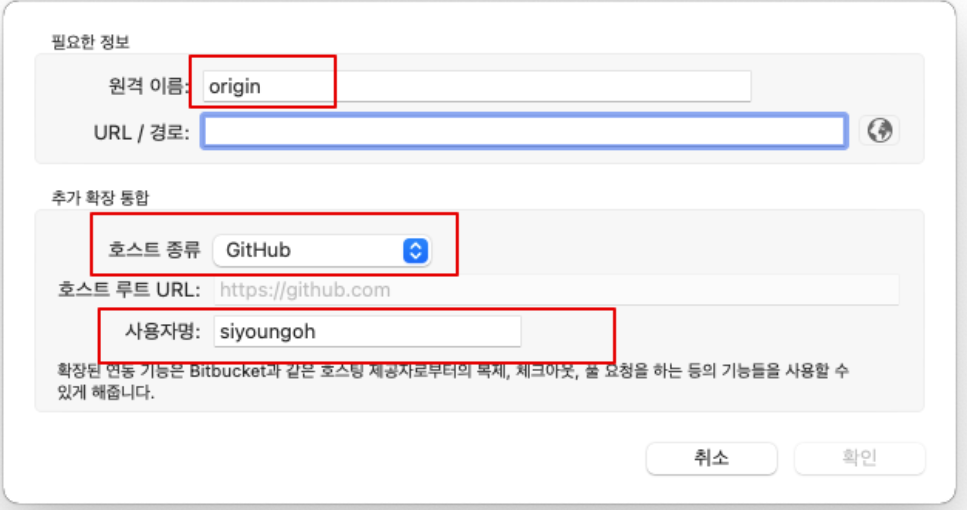 필요한 정보
원격 이름: origin
URL / 경로:
추가 확장 통합
호스트 종류 GitHub
호스트 루트 URL: https://github.com
사용자명: siyoungoh
확장된 연동 기능은 Bitbucket과 같은 호스팅 제공자로부터의 복제, 체크아웃, 풀 요청을 하는 등의 기능들을 사용할 수
있게 해줍니다.
취소 확인